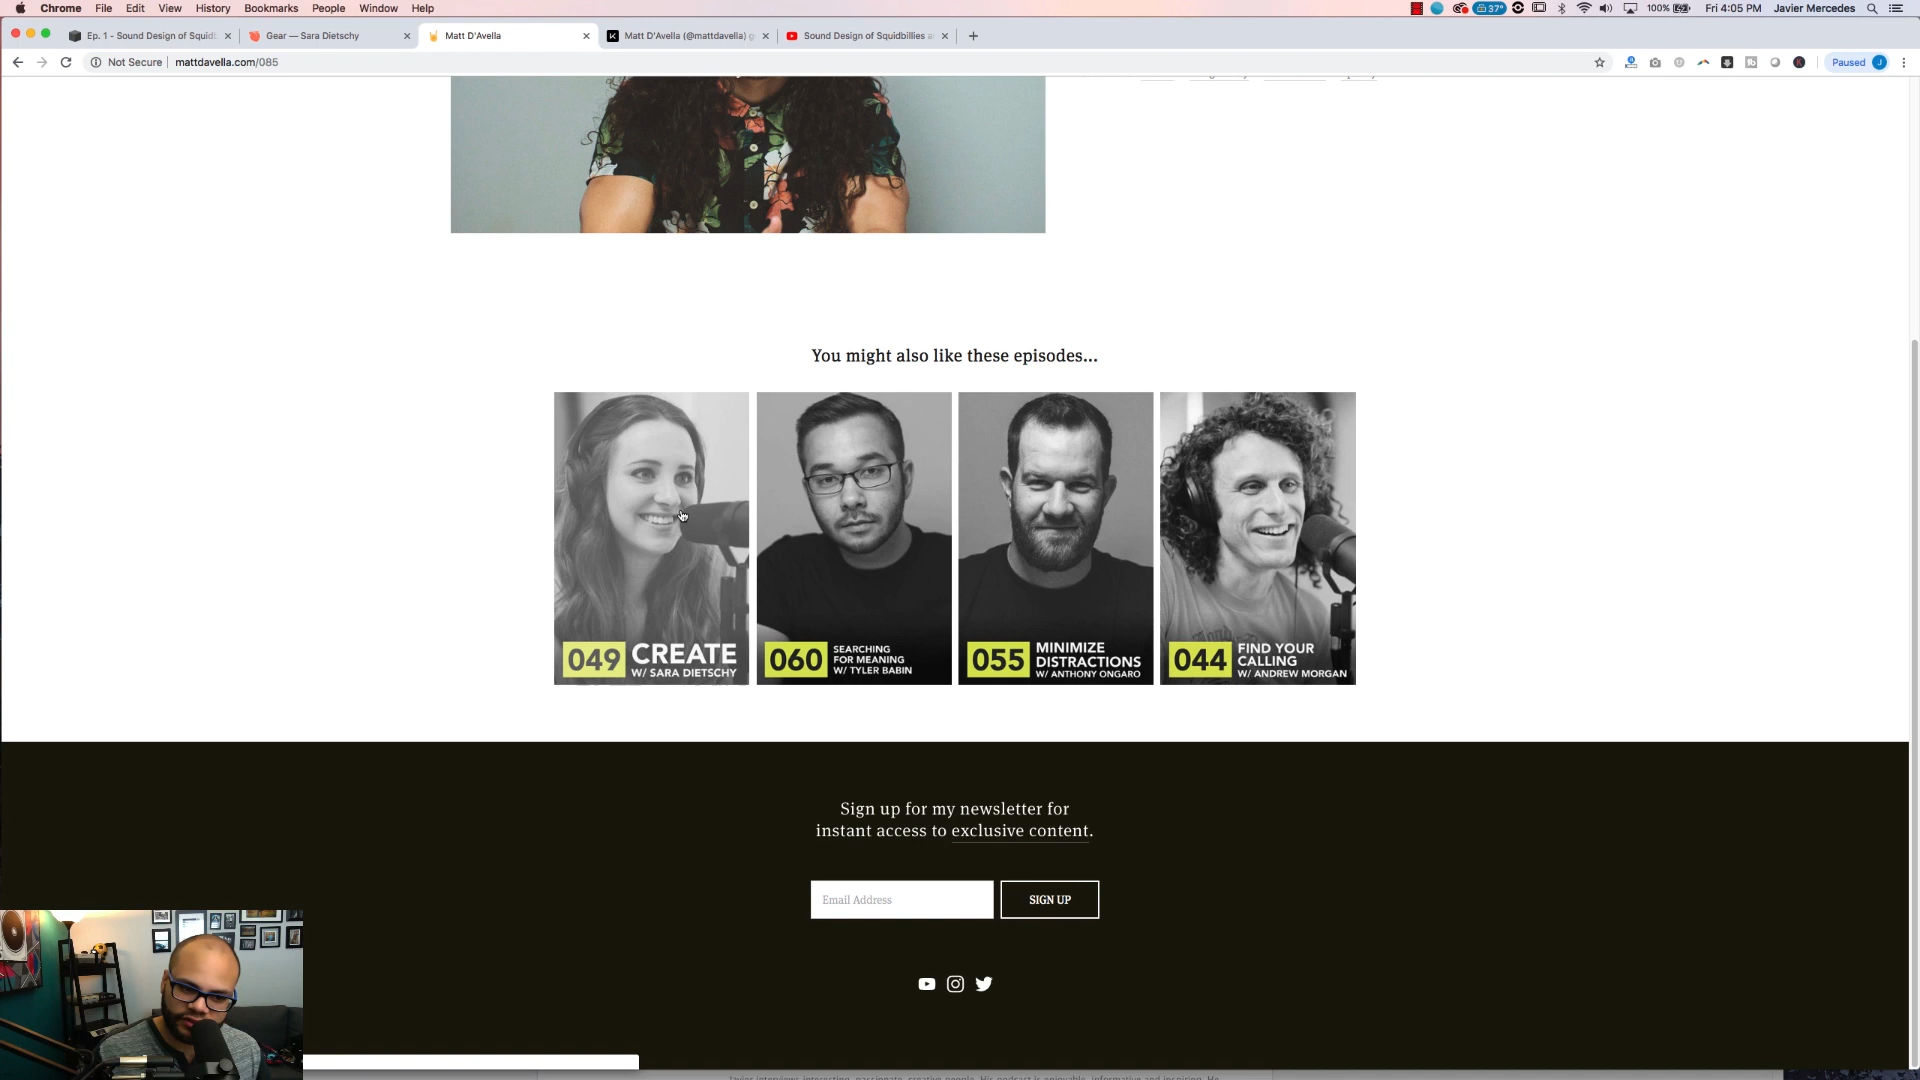 Chrome File Edit View History Bookmarks People Window Help
37° 100% Fri 4:05 PM Javier Mercedes
Ep. 1 - Sound Design of Squidb
Gear — Sara Dietschy
Matt D'Avella
Matt D'Avella (@mattdavella) g
Sound Design of Squidbillies a
Not Secure mattdavella.com/085
Paused J
You might also like these episodes...
049 CREATE
W/ SARA DIETSCHY
060 SEARCHING
FOR MEANING
W/ TYLER BABIN
055 MINIMIZE
DISTRACTIONS
W/ ANTHONY ONGARO
044 FIND YOUR
CALLING
W/ ANDREW MORGAN
Sign up for my newsletter for
instant access to exclusive content.
Email Address
SIGN UP